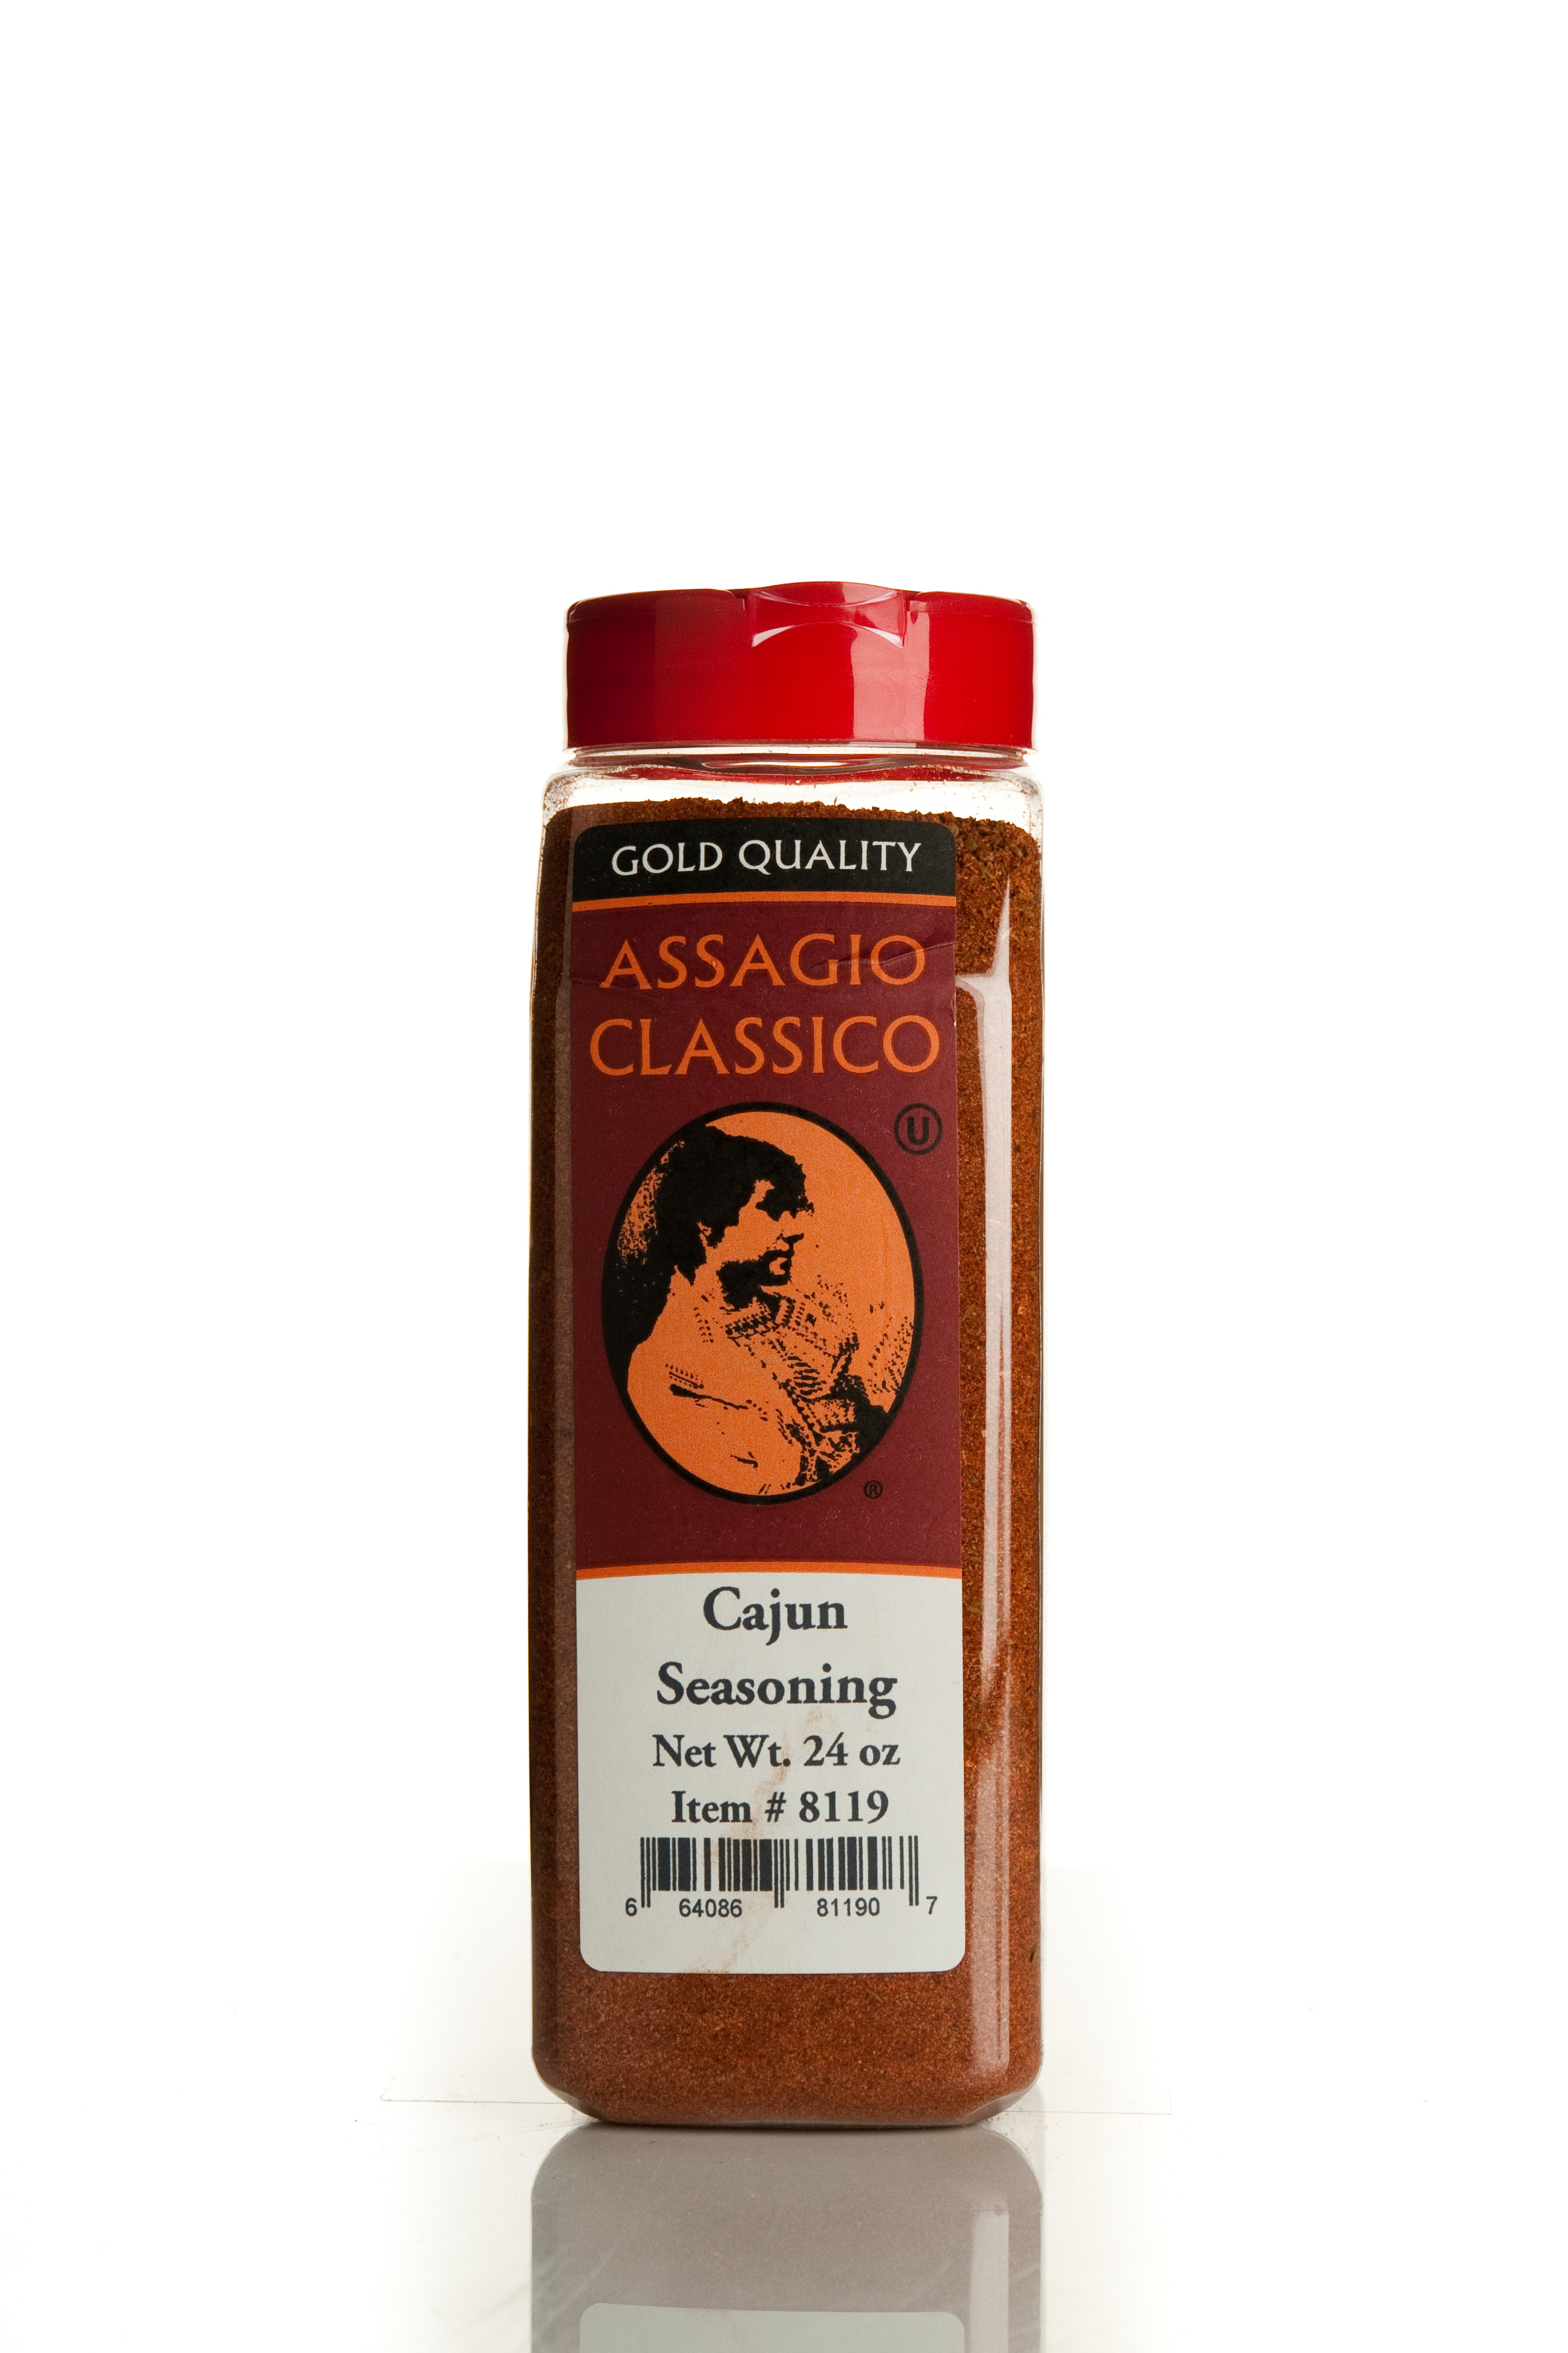 GOLD QUALITY
ASSAGIO
CLASSICO
U
®
Cajun
Seasoning
Net Wt. 24 oz
Item # 8119
6 64086 81190 7